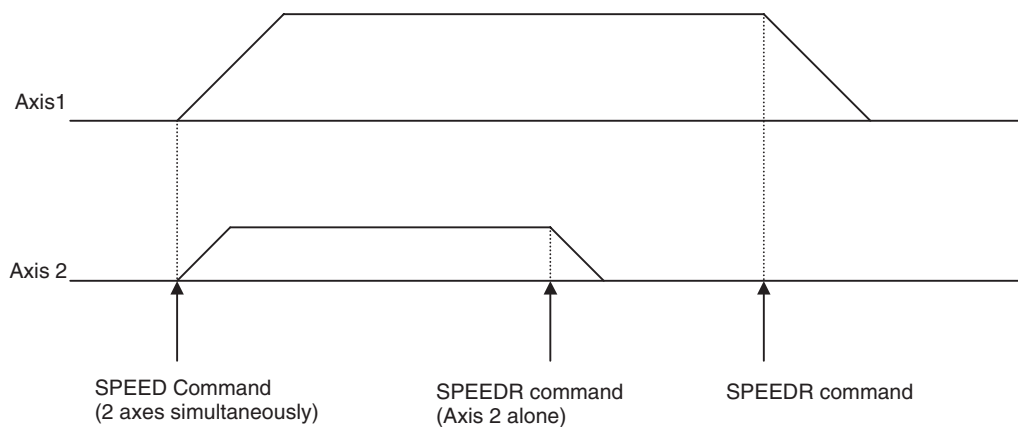 Axis1
Axis 2
SPEED Command
(2 axes simultaneously)
SPEEDR command
(Axis 2 alone)
SPEEDR command